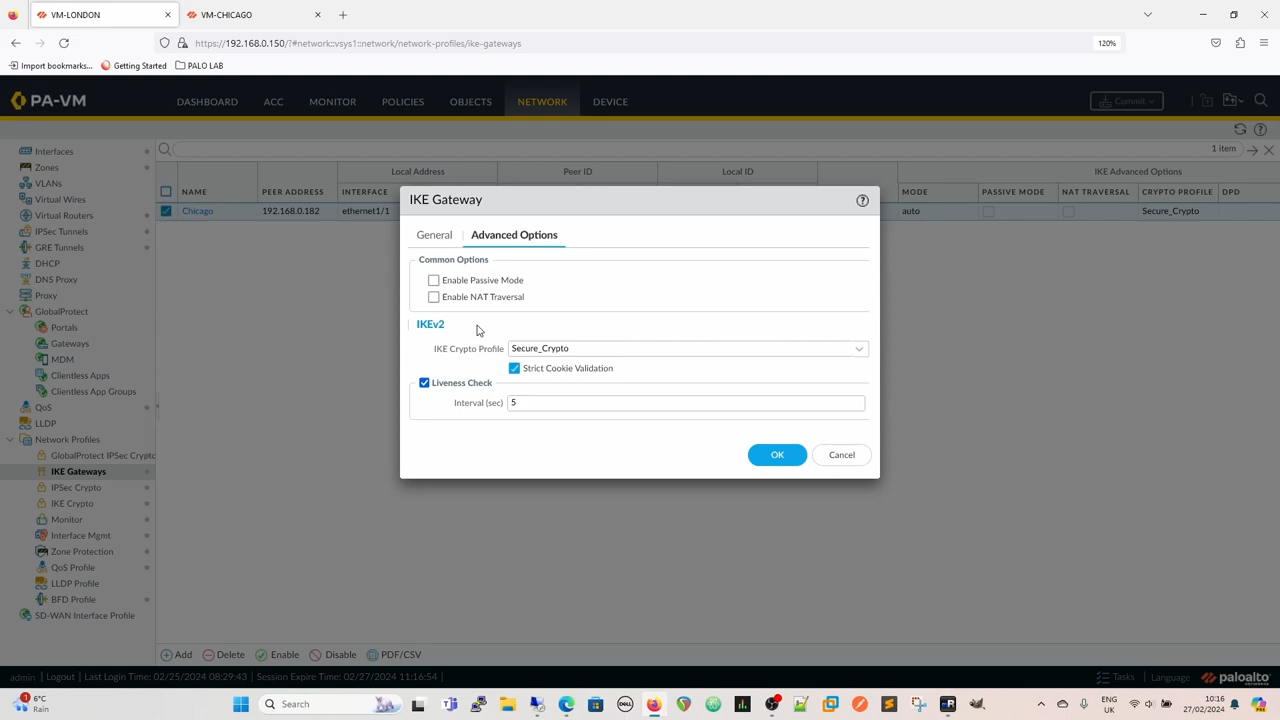 VM-LONDON
VM-CHICAGO
https://192.168.0.150/?#network::vsys1::network/network-profiles/ike-gateways
120%
Import bookmarks...
Getting Started
PALO LAB
PA-VM
DASHBOARD
ACC
MONITOR
POLICIES
OBJECTS
NETWORK
DEVICE
Commit
1 item
Interfaces
Zones
VLANs
Virtual Wires
Virtual Routers
IPSec Tunnels
GRE Tunnels
DHCP
DNS Proxy
Proxy
GlobalProtect
Portals
Gateways
MDM
Clientless Apps
Clientless App Groups
QoS
LLDP
Network Profiles
GlobalProtect IPSec Crypto
IKE Gateways
IPSec Crypto
IKE Crypto
Monitor
Interface Mgmt
Zone Protection
QoS Profile
LLDP Profile
BFD Profile
SD-WAN Interface Profile
Local Address
Peer ID
Local ID
IKE Advanced Options
NAME
PEER ADDRESS
INTERFACE
MODE
PASSIVE MODE
NAT TRAVERSAL
CRYPTO PROFILE
DPD
Chicago
192.168.0.182
ethernet1/1
auto
Secure_Crypto
IKE Gateway
General
Advanced Options
Common Options
Enable Passive Mode
Enable NAT Traversal
IKEv2
IKE Crypto Profile
Secure_Crypto
Strict Cookie Validation
Liveness Check
Interval (sec)
5
OK
Cancel
Add
Delete
Enable
Disable
PDF/CSV
admin | Logout | Last Login Time: 02/25/2024 08:29:43 | Session Expire Time: 02/27/2024 11:16:54 |
Tasks
Language
paloalto
1
6°C
Rain
Search
ENG
UK
10:16
27/02/2024